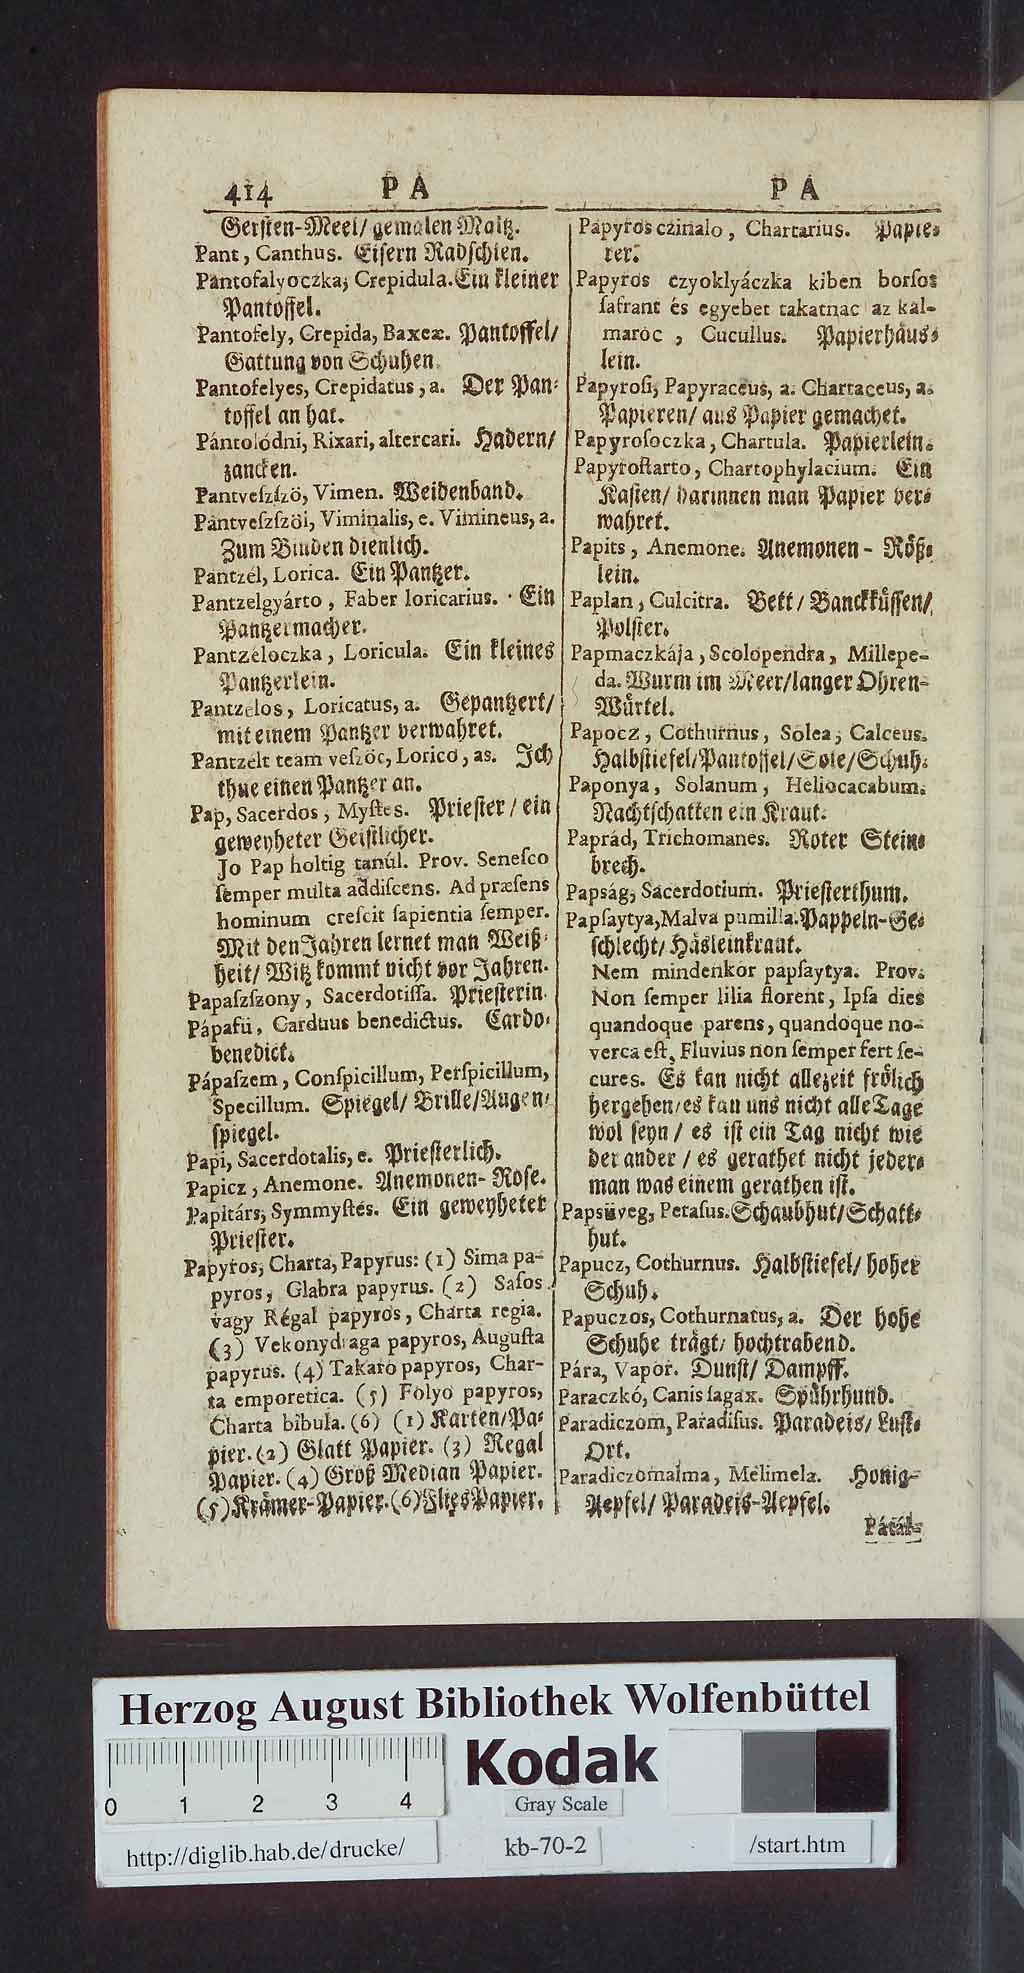 414 PA PA
Gersten-Meel/ gemalen Maltz.
Pant, Canthus. Eisern Radschien.
Pantofalyoczka, Crepidula. Ein kleiner
Pantoffel.
Pantofely, Crepida, Baxeæ. Pantoffel/
Gattung von Schuhen.
Pantofelyes, Crepidatus, a. Der Pan-
toffel an hat.
Pántolódni, Rixari, altercari. Hadern/
zancken.
Pantveſzſzö, Vimen. Weidenband.
Pantveſzſzöi, Viminalis, e. Vimineus, a.
Zum Binden dienlich.
Pantzél, Lorica. Ein Pantzer.
Pantzelgyárto, Faber loricarius. Ein
Pantzermacher.
Pantzéloczka, Loricula. Ein kleines
Pantzerlein.
Pantzelos, Loricatus, a. Gepantzert/
mit einem Pantzer verwahret.
Pantzélt team veſzöc, Lorico, as. Ich
thue einen Pantzer an.
Pap, Sacerdos, Myſtes. Priester/ ein
geweyheter Geistlicher.
Jo Pap holtig tanúl. Prov. Seneſco
ſemper multa addiſcens. Ad præſens
hominum creſcit ſapientia ſemper.
Mit den Jahren lernet man Weiß-
heit/ Witz kommt nicht vor Jahren.
Papaſzſzony, Sacerdotiſſa. Priesterin.
Pápafű, Carduus benedictus. Cardo-
benedict.
Pápaſzem, Conſpicillum, Perſpicillum,
Specillum. Spiegel/ Brille/ Augen-
spiegel.
Papi, Sacerdotalis, e. Priesterlich.
Papicz, Anemone. Anemonen-Rose.
Papitárs, Symmyſtes. Ein geweyheter
Priester.
Papyros, Charta, Papyrus: (1) Sima pa-
pyros, Glabra papyrus. (2) Saſos
vagy Régal papyros, Charta regia.
(3) Vekonydraga papyros, Auguſta
papyrus. (4) Takaró papyros, Char-
ta emporetica. (5) Folyo papyros,
Charta bibula. (6) (1) Karten/ Pa-
pier. (2) Glatt Papier. (3) Regal
Papier. (4) Groß Median Papier.
(5) Krämer-Papier. (6) Fließ Papier.
Papyros czinalo, Chartarius. Papie-
rer.
Papyros czyoklyáczka kiben borſot
ſafrant és egyebet takatnac az kal-
maroc, Cucullus. Papierhäus-
lein.
Papyroſi, Papyraceus, a. Chartaceus, a.
Papieren/ aus Papier gemachet.
Papyroſoczka, Chartula. Papierlein.
Papyroſtarto, Chartophylacium. Ein
Kasten/ darinnen man Papier ver-
wahret.
Papits, Anemone. Anemonen-Röß-
lein.
Paplan, Culcitra. Bett/ Banckküssen/
Polster.
Papmaczkája, Scolopendra, Millepe-
da. Wurm im Meer/ langer Ohren-
Würtel.
Papocz, Cothurnus, Solea, Calceus.
Halbstiefel/ Pantoffel/ Sole/ Schuh.
Paponya, Solanum, Heliocacabum.
Nachtschatten ein Kraut.
Paprád, Trichomanes. Roter Stein-
brech.
Papság, Sacerdotium. Priesterthum.
Papſaytya, Malva pumilla. Pappeln-Ge-
schlecht/ Häsleinkraut.
Nem mindenkor papſaytya. Prov.
Non ſemper lilia florent, Ipſa dies
quandoque parens, quandoque no-
verca eſt, Fluvius non ſemper fert ſe-
cures. Es kan nicht allezeit frölich
hergehen/ es kan uns nicht alle Tage
wol seyn/ es ist ein Tag nicht wie
der ander/ es gerathet nicht jeder-
man was einem gerathen ist.
Papsüveg, Petaſus. Schaubhut/ Schatt-
hut.
Papucz, Cothurnus. Halbstiefel/ hoher
Schuh.
Papuczos, Cothurnatus, a. Der hohe
Schuhe trägt/ hochtrabend.
Pára, Vapor. Dunst/ Dampff.
Paraczkó, Canis ſagax. Spührhund.
Paradiczom, Paradiſus. Paradeis/ Lust-
Ort.
Paradiczomalma, Melimela. Honig-
Aepfel/ Paradeis-Aepfel.
Párál-
Herzog August Bibliothek Wolfenbüttel
Kodak
0 1 2 3 4
Gray Scale
http://diglib.hab.de/drucke/ kb-70-2 /start.htm